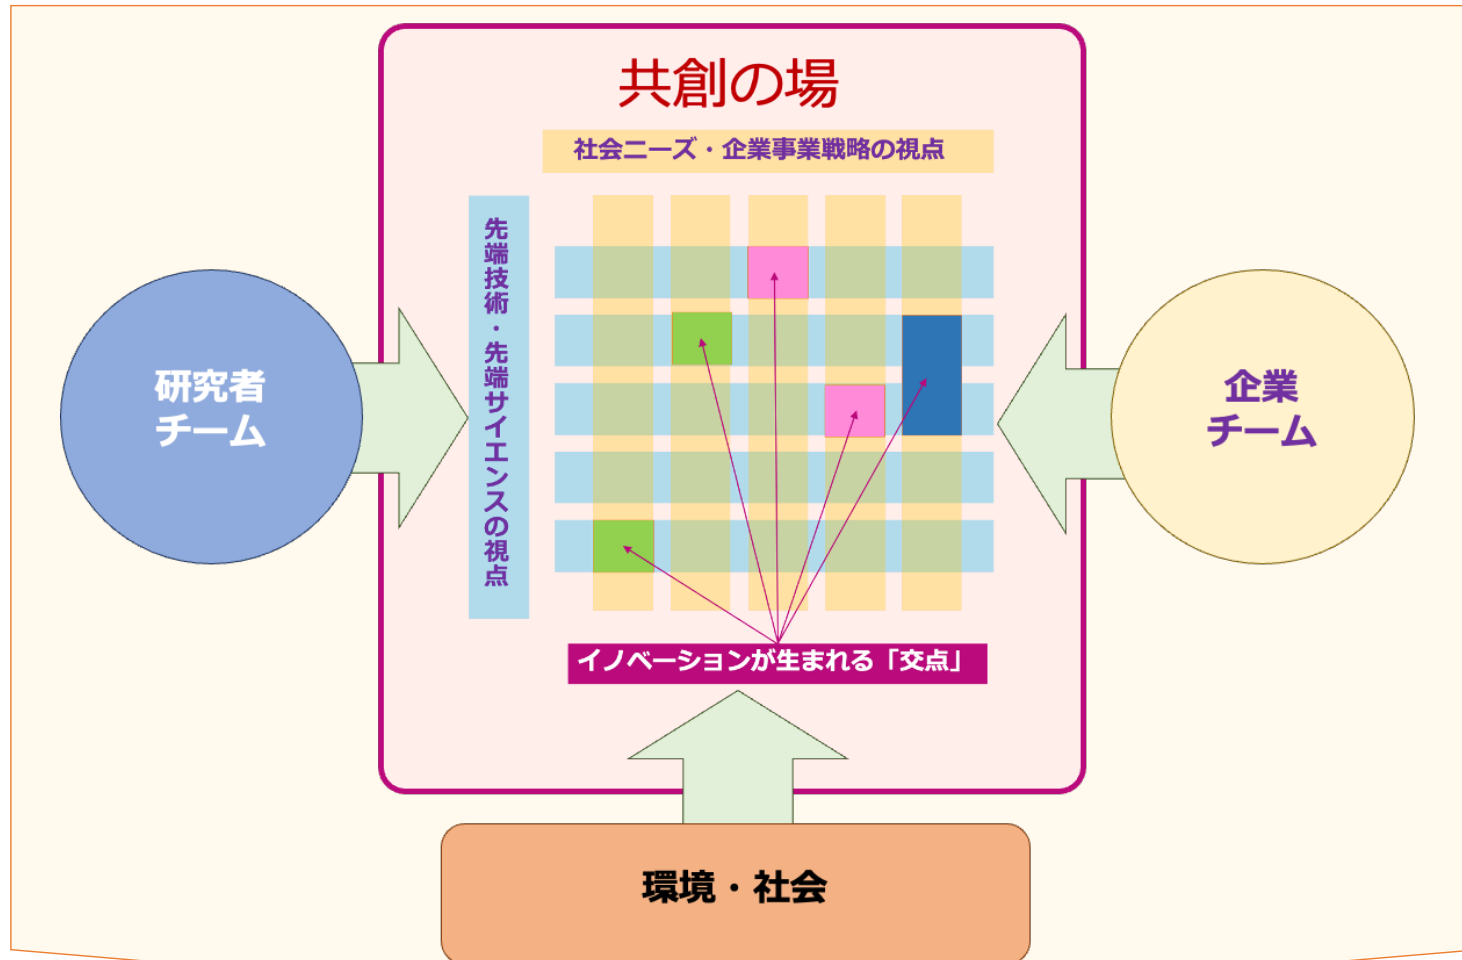 共創の場
社会ニーズ・企業事業戦略の視点
先端技術・先端サイエンスの視点
研究者
チーム
企業
チーム
イノベーションが生まれる「交点」
環境・社会